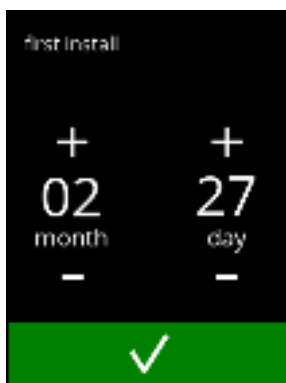 first install
+ +
02 27
month day
- -